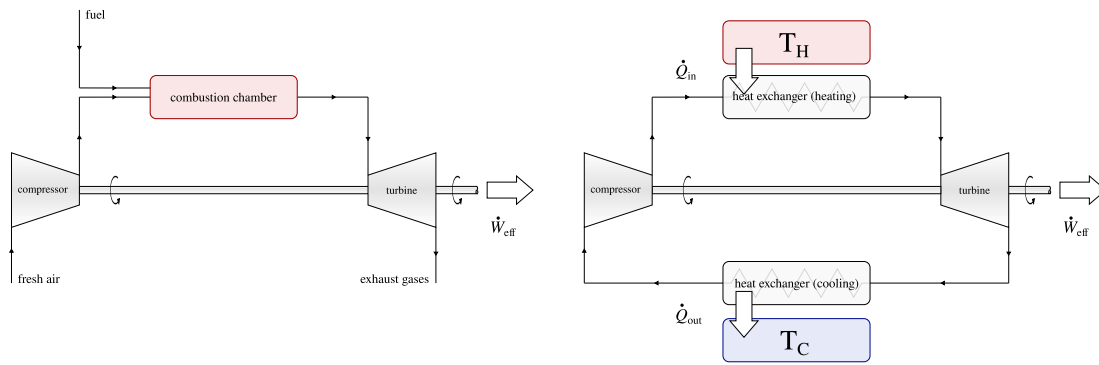 fuel
combustion chamber
compressor
turbine
Ẇeff
fresh air
exhaust gases
TH
Q̇in
heat exchanger (heating)
compressor
turbine
Ẇeff
heat exchanger (cooling)
Q̇out
TC